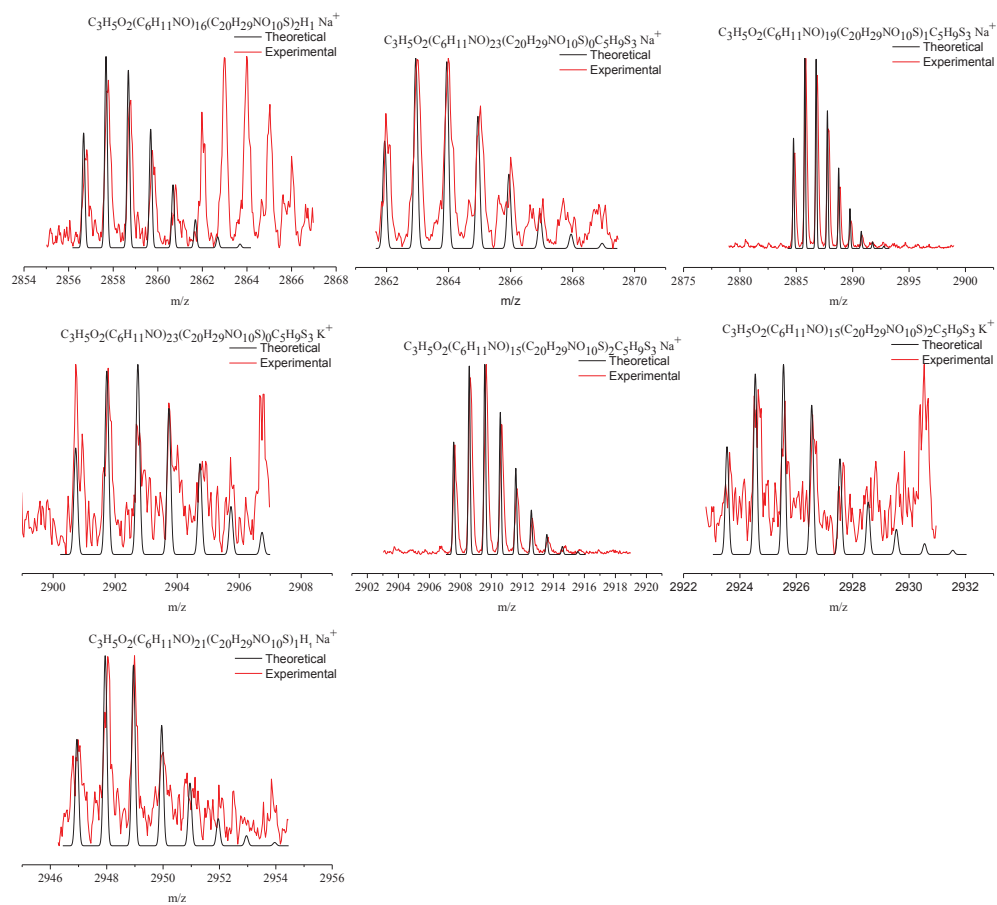 C₃H₅O₂(C₆H₁₁NO)₁₆(C₂₀H₂₉NO₁₀S)₂H₁ Na⁺
Theoretical
Experimental
2854 2856 2858 2860 2862 2864 2866 2868
m/z
C₃H₅O₂(C₆H₁₁NO)₂₃(C₂₀H₂₉NO₁₀S)₀C₅H₉S₃ Na⁺
Theoretical
Experimental
2862 2864 2866 2868 2870
m/z
C₃H₅O₂(C₆H₁₁NO)₁₉(C₂₀H₂₉NO₁₀S)₁C₅H₉S₃ Na⁺
Theoretical
Experimental
2875 2880 2885 2890 2895 2900
m/z
C₃H₅O₂(C₆H₁₁NO)₂₃(C₂₀H₂₉NO₁₀S)₀C₅H₉S₃ K⁺
Theoretical
Experimental
2900 2902 2904 2906 2908
m/z
C₃H₅O₂(C₆H₁₁NO)₁₅(C₂₀H₂₉NO₁₀S)₂C₅H₉S₃ Na⁺
Theoretical
Experimental
2902 2904 2906 2908 2910 2912 2914 2916 2918 2920
m/z
C₃H₅O₂(C₆H₁₁NO)₁₅(C₂₀H₂₉NO₁₀S)₂C₅H₉S₃ K⁺
Theoretical
Experimental
2922 2924 2926 2928 2930 2932
m/z
C₃H₅O₂(C₆H₁₁NO)₂₁(C₂₀H₂₉NO₁₀S)₁H₁ Na⁺
Theoretical
Experimental
2946 2948 2950 2952 2954 2956
m/z